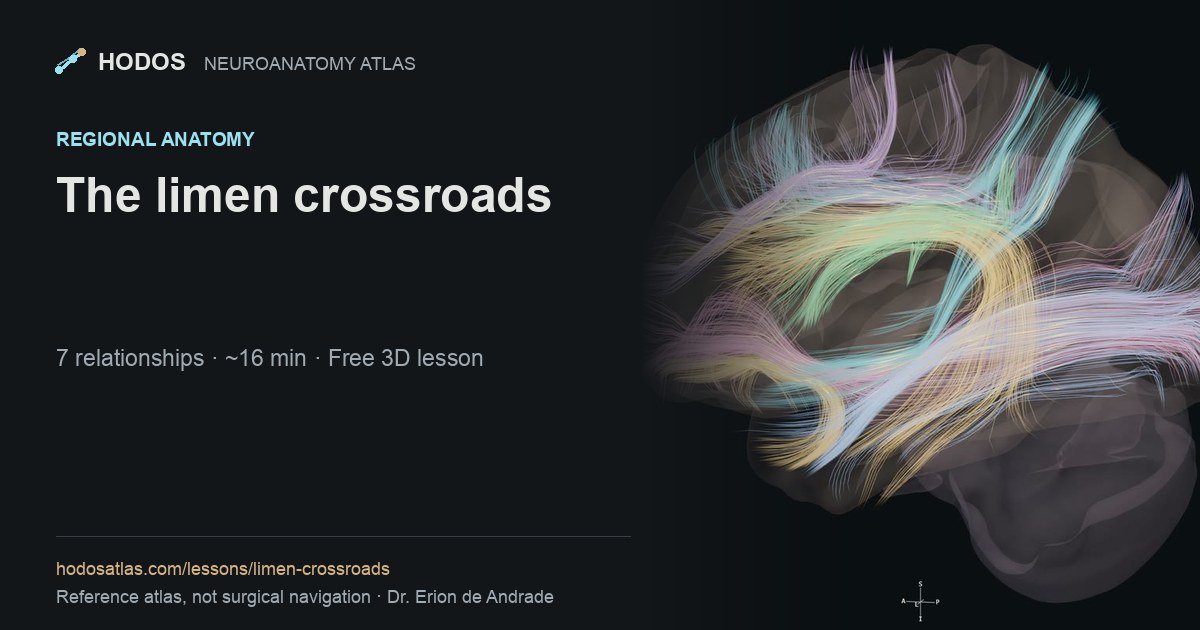 HODOS NEUROANATOMY ATLAS
REGIONAL ANATOMY
The limen crossroads
7 relationships · ~16 min · Free 3D lesson
hodosatlas.com/lessons/limen-crossroads
Reference atlas, not surgical navigation · Dr. Erion de Andrade
S
A L P
I